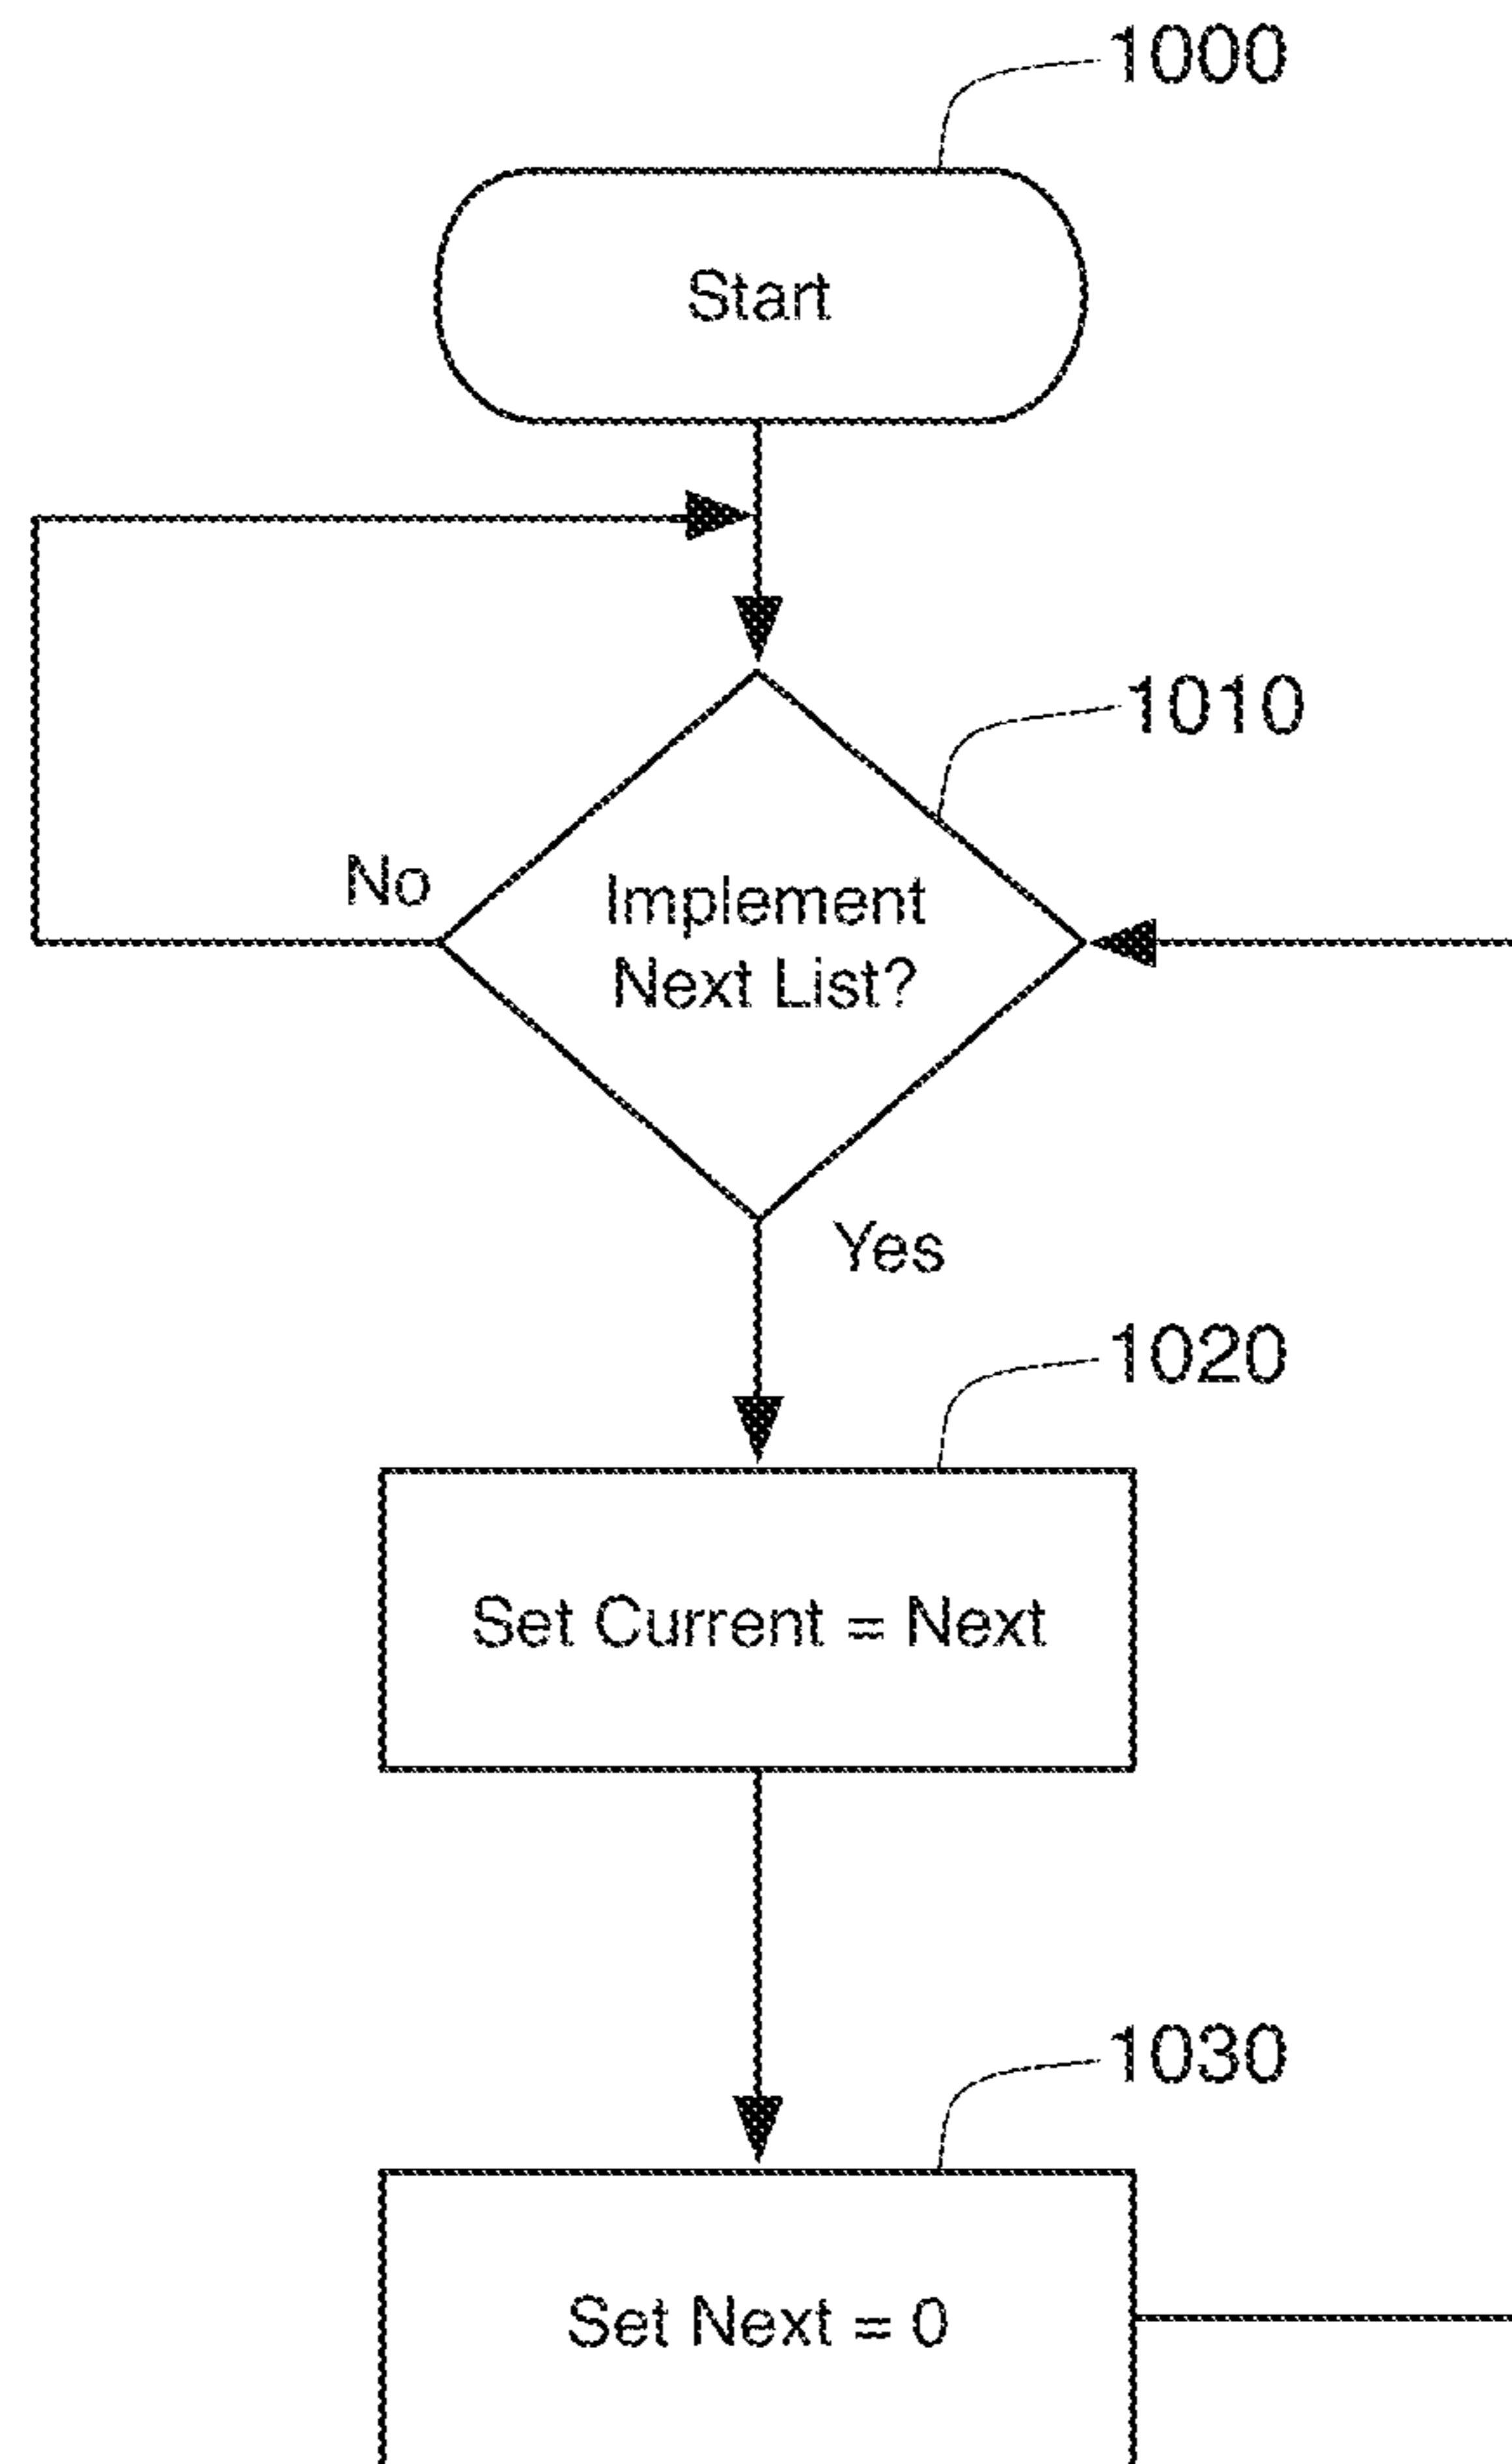 1000
Start
1010
No
Implement
Next List?
Yes
1020
Set Current = Next
1030
Set Next = 0